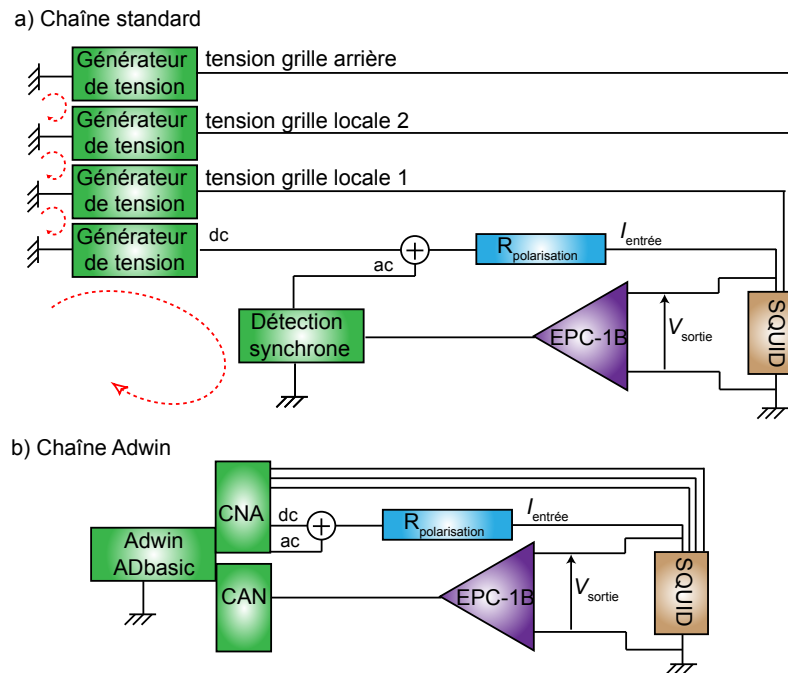 a) Chaîne standard
Générateur
de tension
tension grille arrière
Générateur
de tension
tension grille locale 2
Générateur
de tension
tension grille locale 1
Générateur
de tension
dc
ac
R polarisation
I entrée
Détection
synchrone
EPC-1B
V sortie
SQUID
b) Chaîne Adwin
CNA
dc
ac
R polarisation
I entrée
Adwin
ADbasic
CAN
EPC-1B
V sortie
SQUID